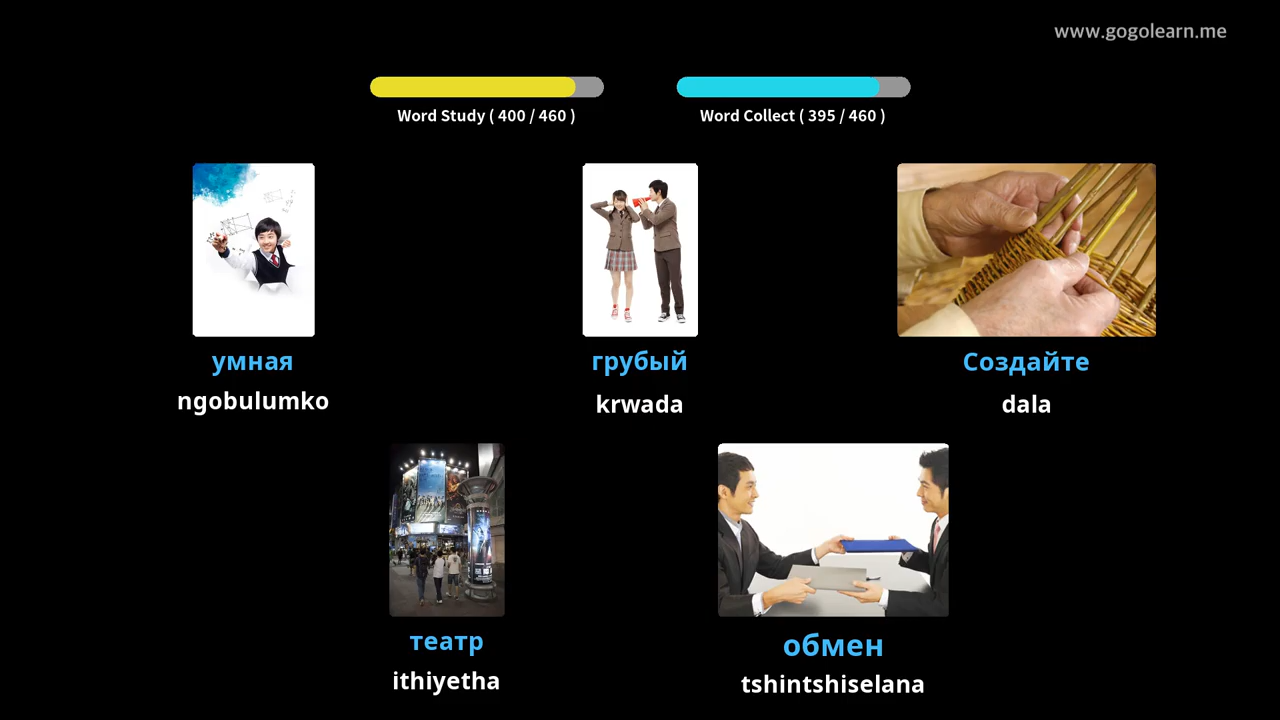 www.gogolearn.me
Word Study ( 400 / 460 )
Word Collect ( 395 / 460 )
умная
ngobulumko
грубый
krwada
Создайте
dala
театр
ithiyetha
обмен
tshintshiselana